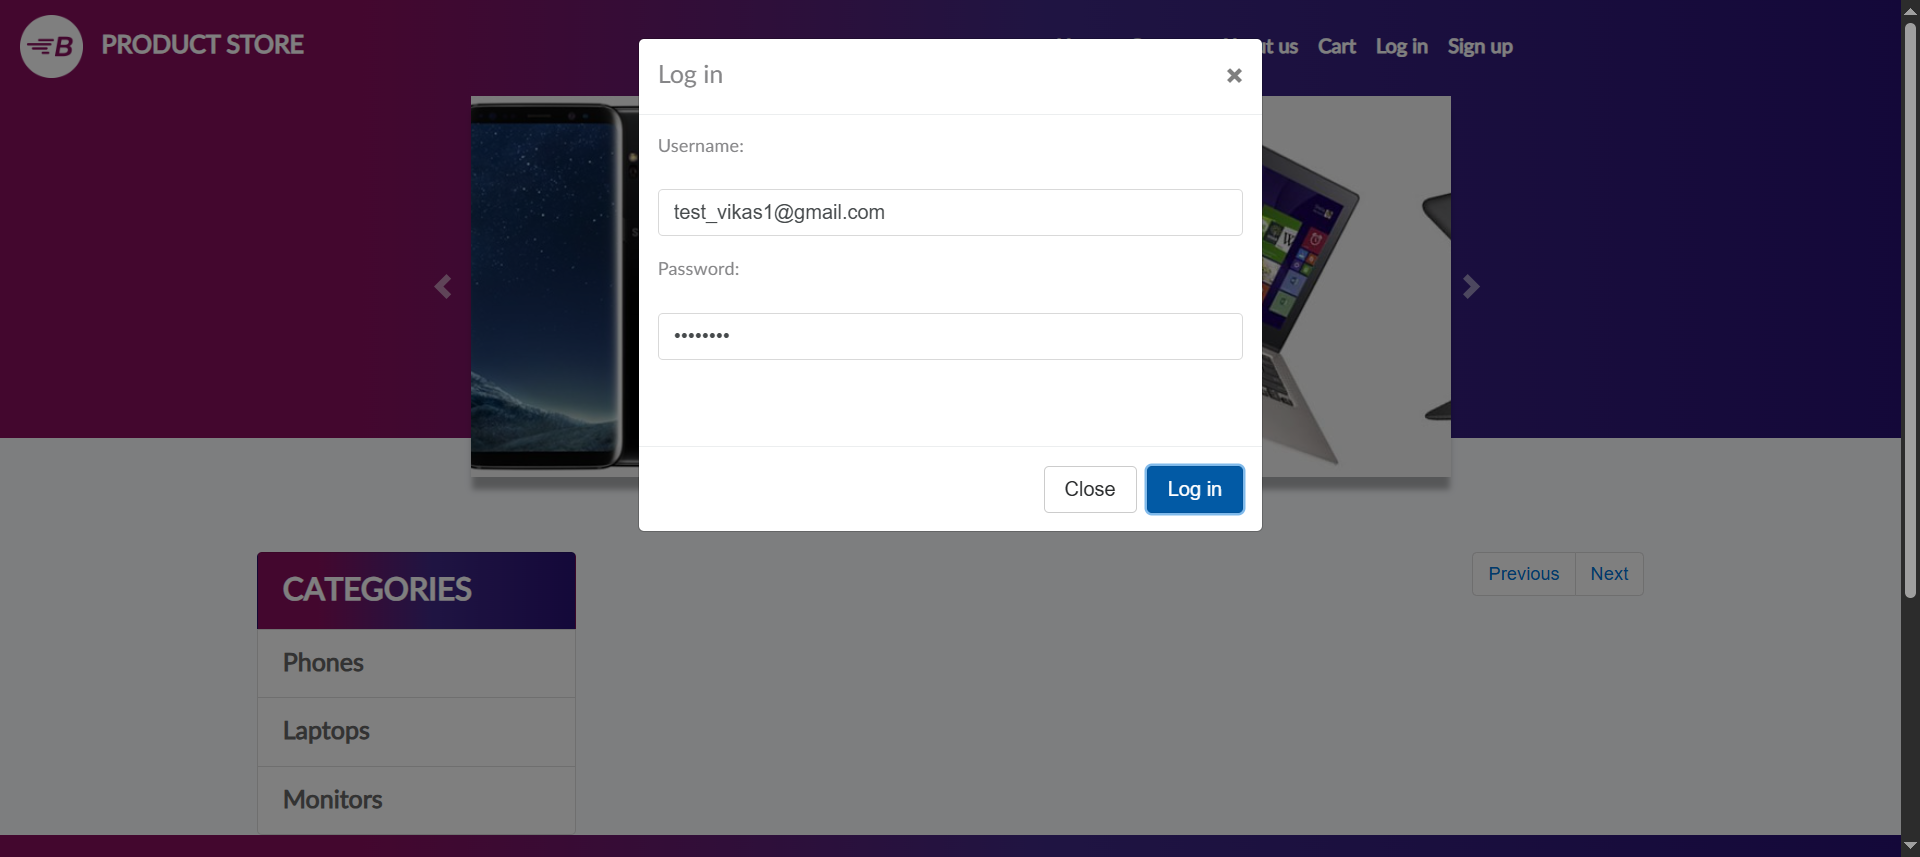 B PRODUCT STORE
t us Cart Log in Sign up
Log in
×
Username:
test_vikas1@gmail.com
Password:
••••••••
Close Log in
CATEGORIES
Phones
Laptops
Monitors
Previous Next